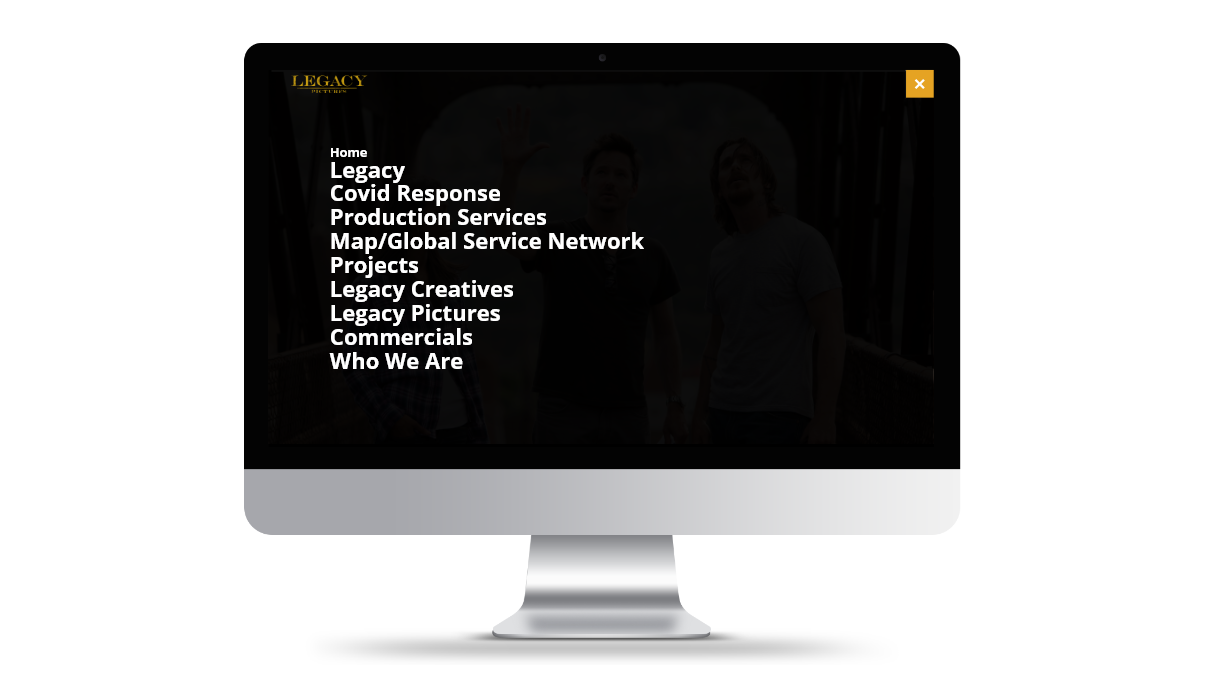 LEGACY
PICTURES
Home
Legacy
Covid Response
Production Services
Map/Global Service Network
Projects
Legacy Creatives
Legacy Pictures
Commercials
Who We Are